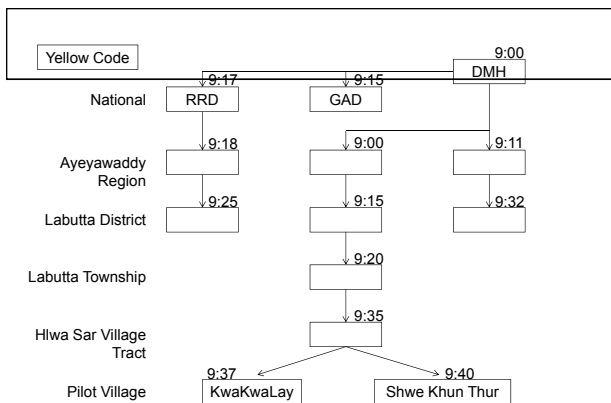 9:00
Yellow Code
DMH
9:17
9:15
National
RRD
GAD
9:18
9:00
9:11
Ayeyawaddy
Region
9:25
9:15
9:32
Labutta District
9:20
Labutta Township
9:35
Hlwa Sar Village
Tract
9:37
9:40
Pilot Village
KwaKwaLay
Shwe Khun Thur